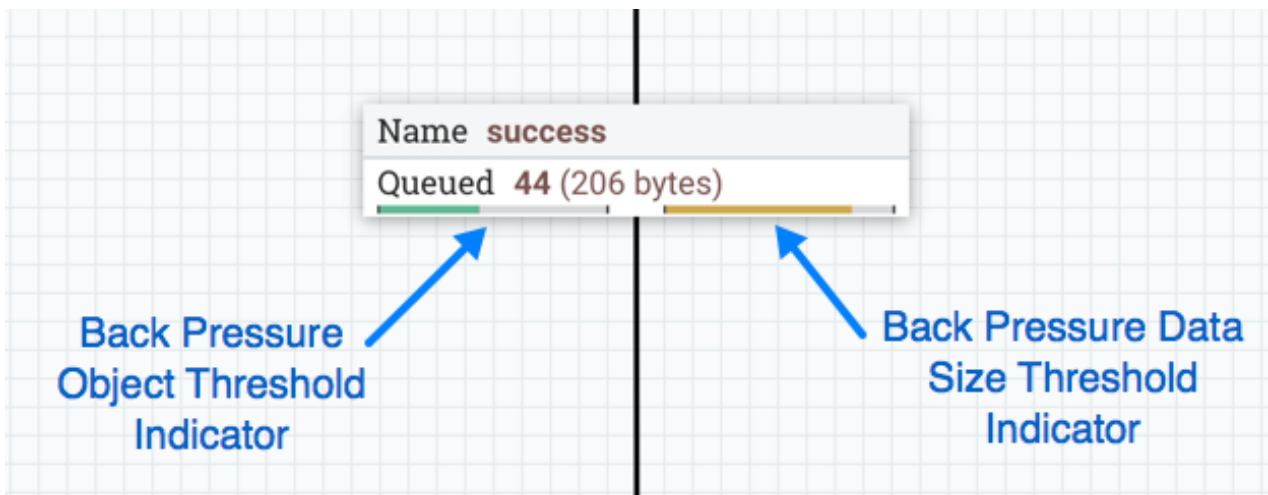 Name success
Queued 44 (206 bytes)
Back Pressure
Object Threshold
Indicator
Back Pressure Data
Size Threshold
Indicator